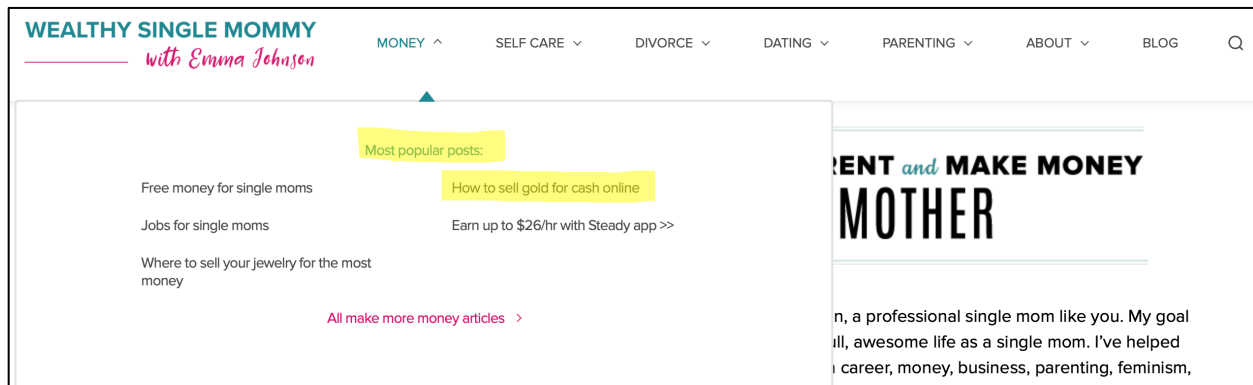 WEALTHY SINGLE MOMMY
with Emma Johnson
MONEY SELF CARE DIVORCE DATING PARENTING ABOUT BLOG
Most popular posts:
Free money for single moms
How to sell gold for cash online
Jobs for single moms
Earn up to $26/hr with Steady app >>
Where to sell your jewelry for the most
money
All make more money articles >
RENT and MAKE MONEY
MOTHER
n, a professional single mom like you. My goal
ull, awesome life as a single mom. I've helped
career, money, business, parenting, feminism,